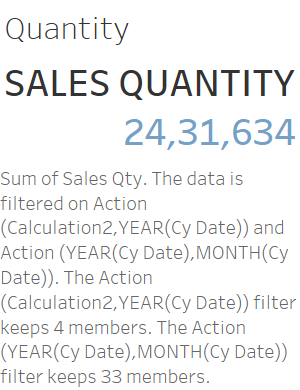 Quantity
SALES QUANTITY
24,31,634
Sum of Sales Qty. The data is
filtered on Action
(Calculation2,YEAR(Cy Date)) and
Action (YEAR(Cy Date),MONTH(Cy
Date)). The Action
(Calculation2,YEAR(Cy Date)) filter
keeps 4 members. The Action
(YEAR(Cy Date),MONTH(Cy Date))
filter keeps 33 members.